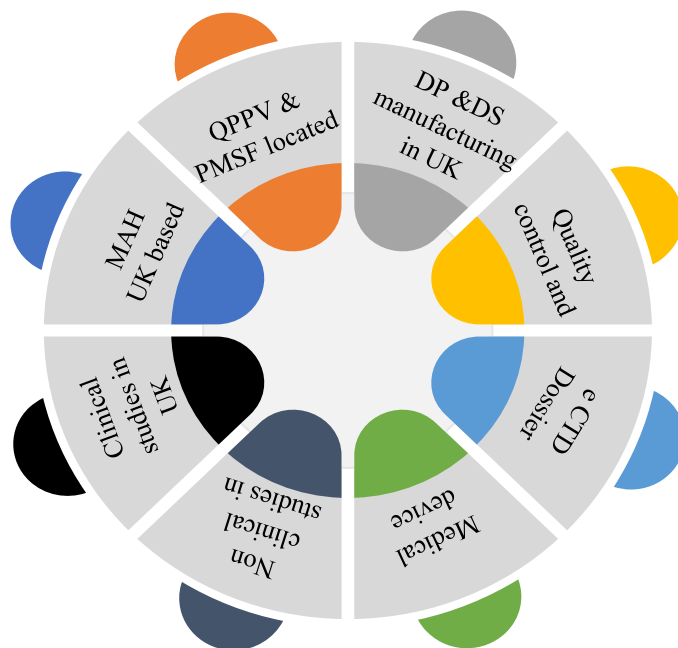 QPPV &
PMSF located
DP &DS
manufacturing
in UK
Quality
control and
e CTD
Dossier
Medical
device
Non
clinical
studies in
Clinical
studies in
UK
MAH
UK based